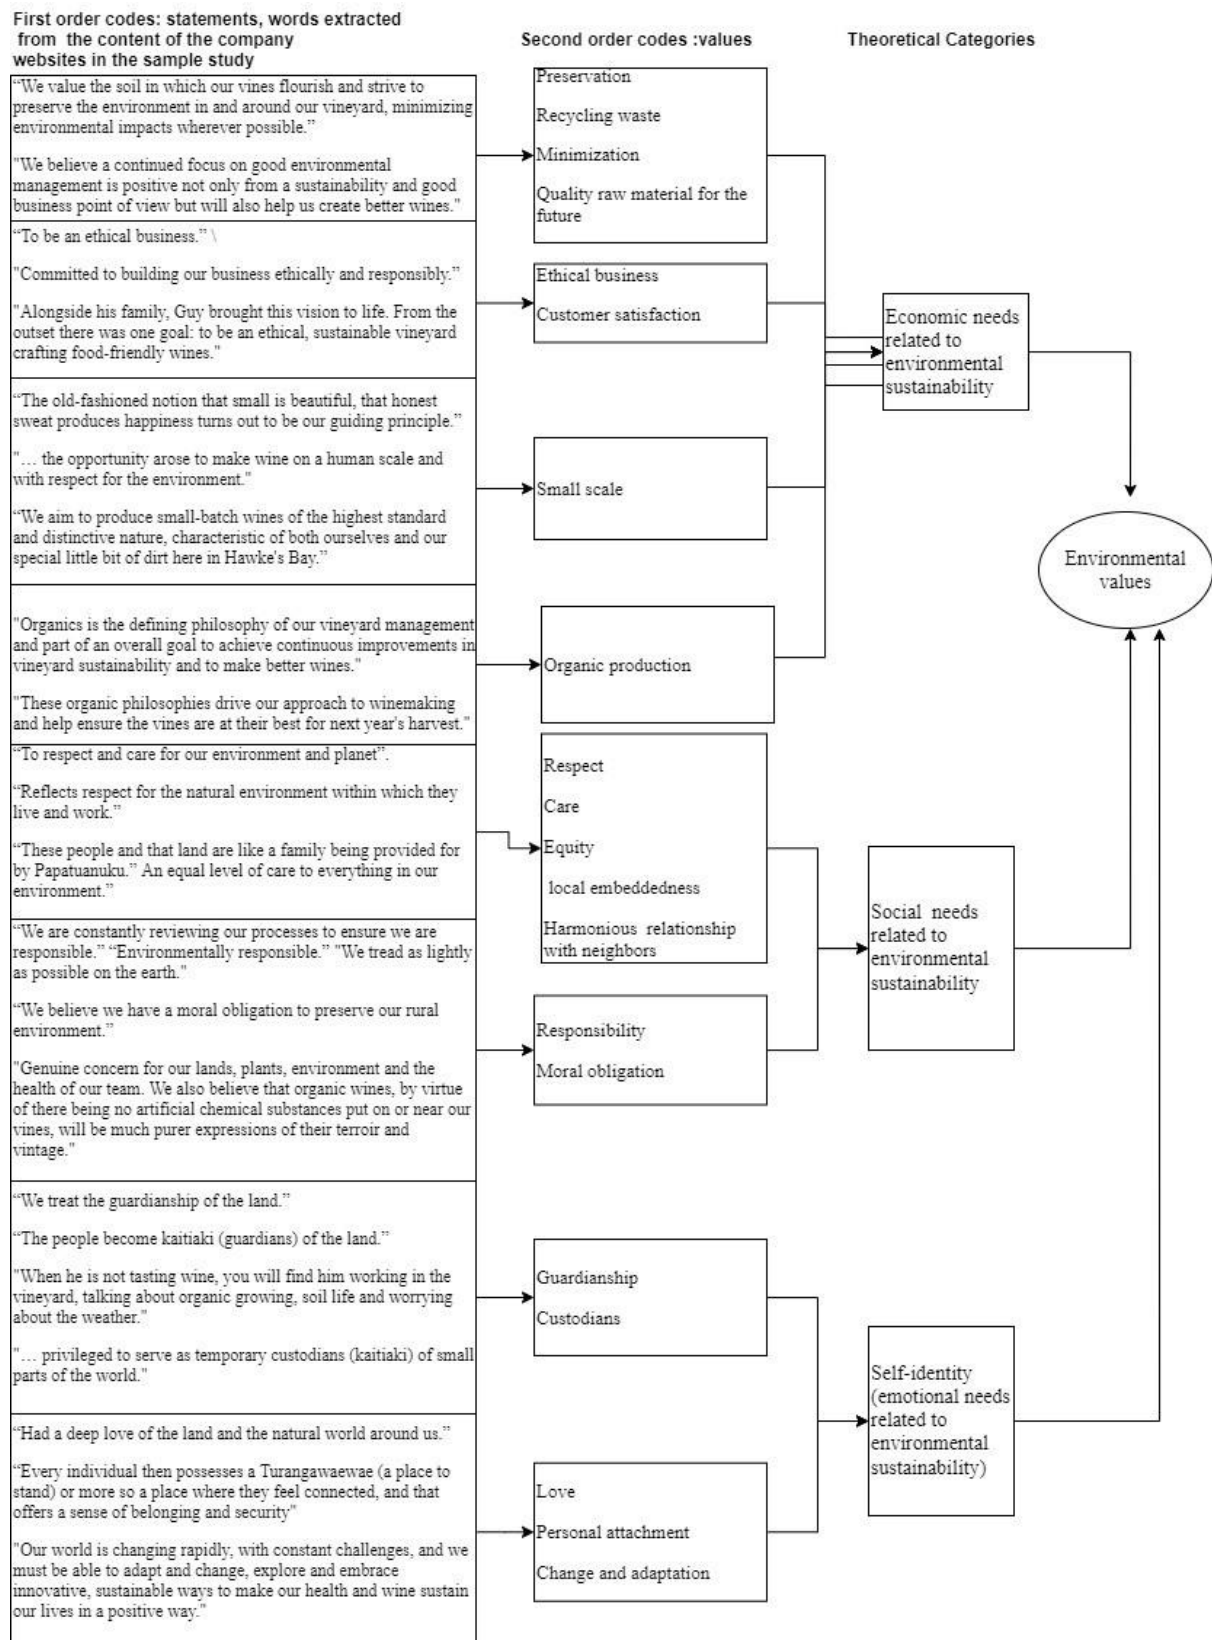 First order codes: statements, words extracted
from the content of the company
websites in the sample study
“We value the soil in which our vines flourish and strive to
preserve the environment in and around our vineyard, minimizing
environmental impacts wherever possible.”
"We believe a continued focus on good environmental
management is positive not only from a sustainability and good
business point of view but will also help us create better wines."
“To be an ethical business.” \
"Committed to building our business ethically and responsibly.”
"Alongside his family, Guy brought this vision to life. From the
outset there was one goal: to be an ethical, sustainable vineyard
crafting food-friendly wines."
“The old-fashioned notion that small is beautiful, that honest
sweat produces happiness turns out to be our guiding principle.”
"… the opportunity arose to make wine on a human scale and
with respect for the environment."
“We aim to produce small-batch wines of the highest standard
and distinctive nature, characteristic of both ourselves and our
special little bit of dirt here in Hawke's Bay.”
"Organics is the defining philosophy of our vineyard management
and part of an overall goal to achieve continuous improvements in
vineyard sustainability and to make better wines."
"These organic philosophies drive our approach to winemaking
and help ensure the vines are at their best for next year's harvest."
“To respect and care for our environment and planet”.
“Reflects respect for the natural environment within which they
live and work.”
“These people and that land are like a family being provided for
by Papatuanuku.” An equal level of care to everything in our
environment.”
“We are constantly reviewing our processes to ensure we are
responsible.” “Environmentally responsible.” "We tread as lightly
as possible on the earth."
“We believe we have a moral obligation to preserve our rural
environment.”
"Genuine concern for our lands, plants, environment and the
health of our team. We also believe that organic wines, by virtue
of there being no artificial chemical substances put on or near our
vines, will be much purer expressions of their terroir and
vintage."
“We treat the guardianship of the land.”
“The people become kaitiaki (guardians) of the land.”
"When he is not tasting wine, you will find him working in the
vineyard, talking about organic growing, soil life and worrying
about the weather."
"… privileged to serve as temporary custodians (kaitiaki) of small
parts of the world."
“Had a deep love of the land and the natural world around us.”
“Every individual then possesses a Turangawaewae (a place to
stand) or more so a place where they feel connected, and that
offers a sense of belonging and security"
"Our world is changing rapidly, with constant challenges, and we
must be able to adapt and change, explore and embrace
innovative, sustainable ways to make our health and wine sustain
our lives in a positive way."
Second order codes :values
Preservation
Recycling waste
Minimization
Quality raw material for the
future
Ethical business
Customer satisfaction
Small scale
Organic production
Respect
Care
Equity
local embeddedness
Harmonious relationship
with neighbors
Responsibility
Moral obligation
Guardianship
Custodians
Love
Personal attachment
Change and adaptation
Theoretical Categories
Economic needs
related to
environmental
sustainability
Social needs
related to
environmental
sustainability
Self-identity
(emotional needs
related to
environmental
sustainability)
Environmental
values